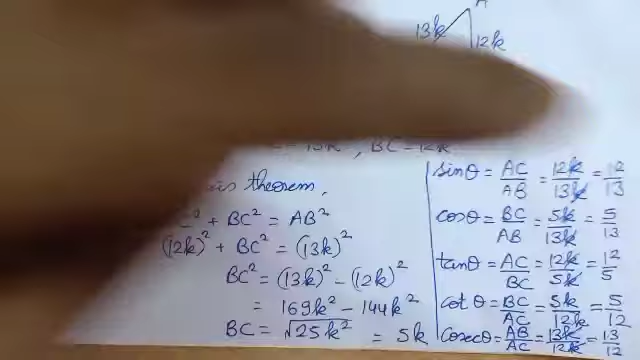 A
13k
12k
= 13k, BC = 12k
theorem,
BC² = AB²
(12k)² + BC² = (13k)²
BC² = (13k)² - (12k)²
= 169k² - 144k²
BC = √25k² = 5k
sinθ = AC/AB = 12k/13k = 12/13
cosθ = BC/AB = 5k/13k = 5/13
tanθ = AC/BC = 12k/5k = 12/5
cotθ = BC/AC = 5k/12k = 5/12
cosecθ = AB/AC = 13k/12k = 13/12